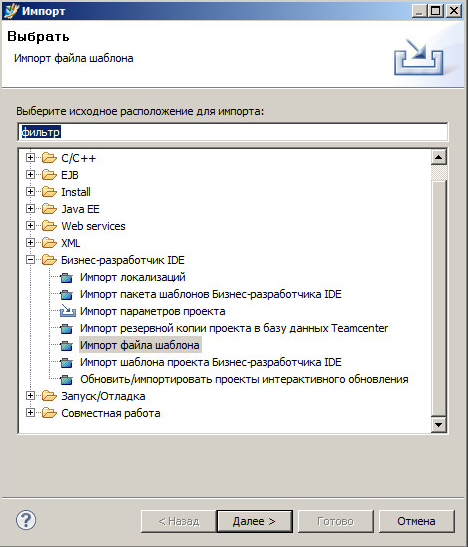 Импорт
Выбрать
Импорт файла шаблона
Выберите исходное расположение для импорта:
фильтр
C/C++
EJB
Install
Java EE
Web services
XML
Бизнес-разработчик IDE
Импорт локализаций
Импорт пакета шаблонов Бизнес-разработчика IDE
Импорт параметров проекта
Импорт резервной копии проекта в базу данных Teamcenter
Импорт файла шаблона
Импорт шаблона проекта Бизнес-разработчика IDE
Обновить/импортировать проекты интерактивного обновления
Запуск/Отладка
Совместная работа
? < Назад Далее > Готово Отмена